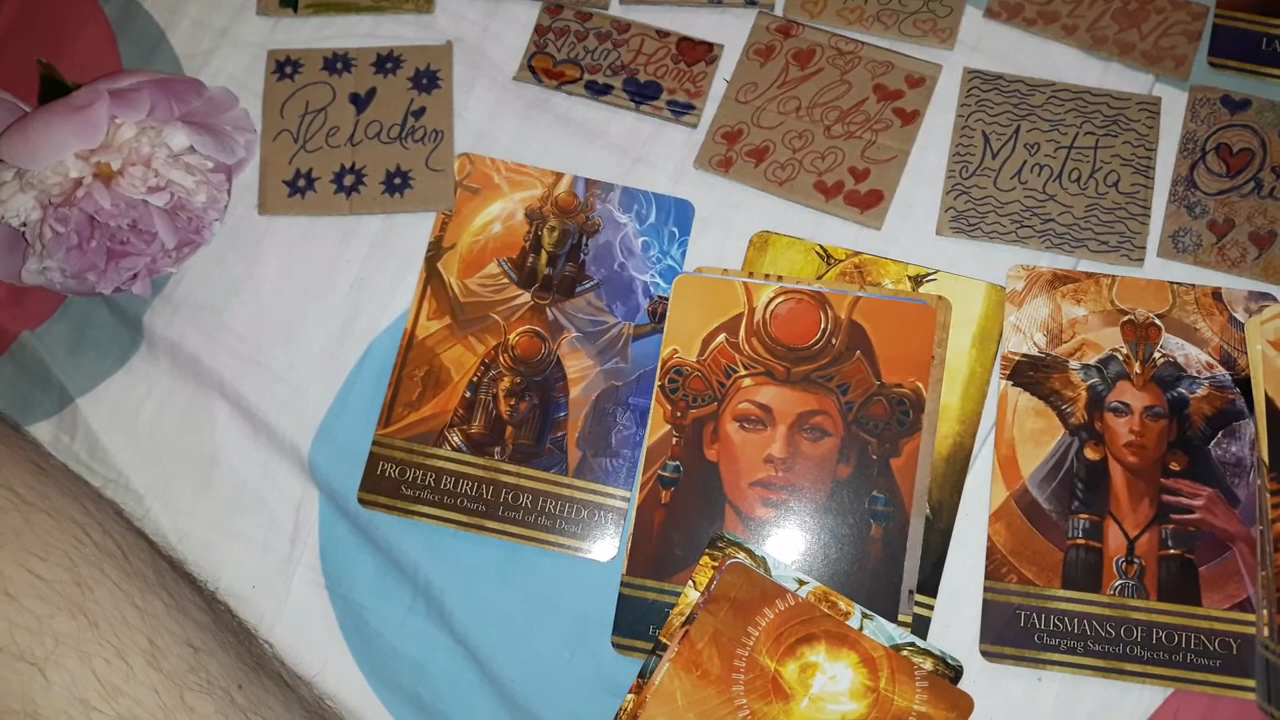 Twin Flame
Pleiadean
Maldek
Mintaka
PROPER BURIAL FOR FREEDOM
Sacrifice to Osiris – Lord of the Dead
TALISMANS OF POTENCY
Charging Sacred Objects of Power